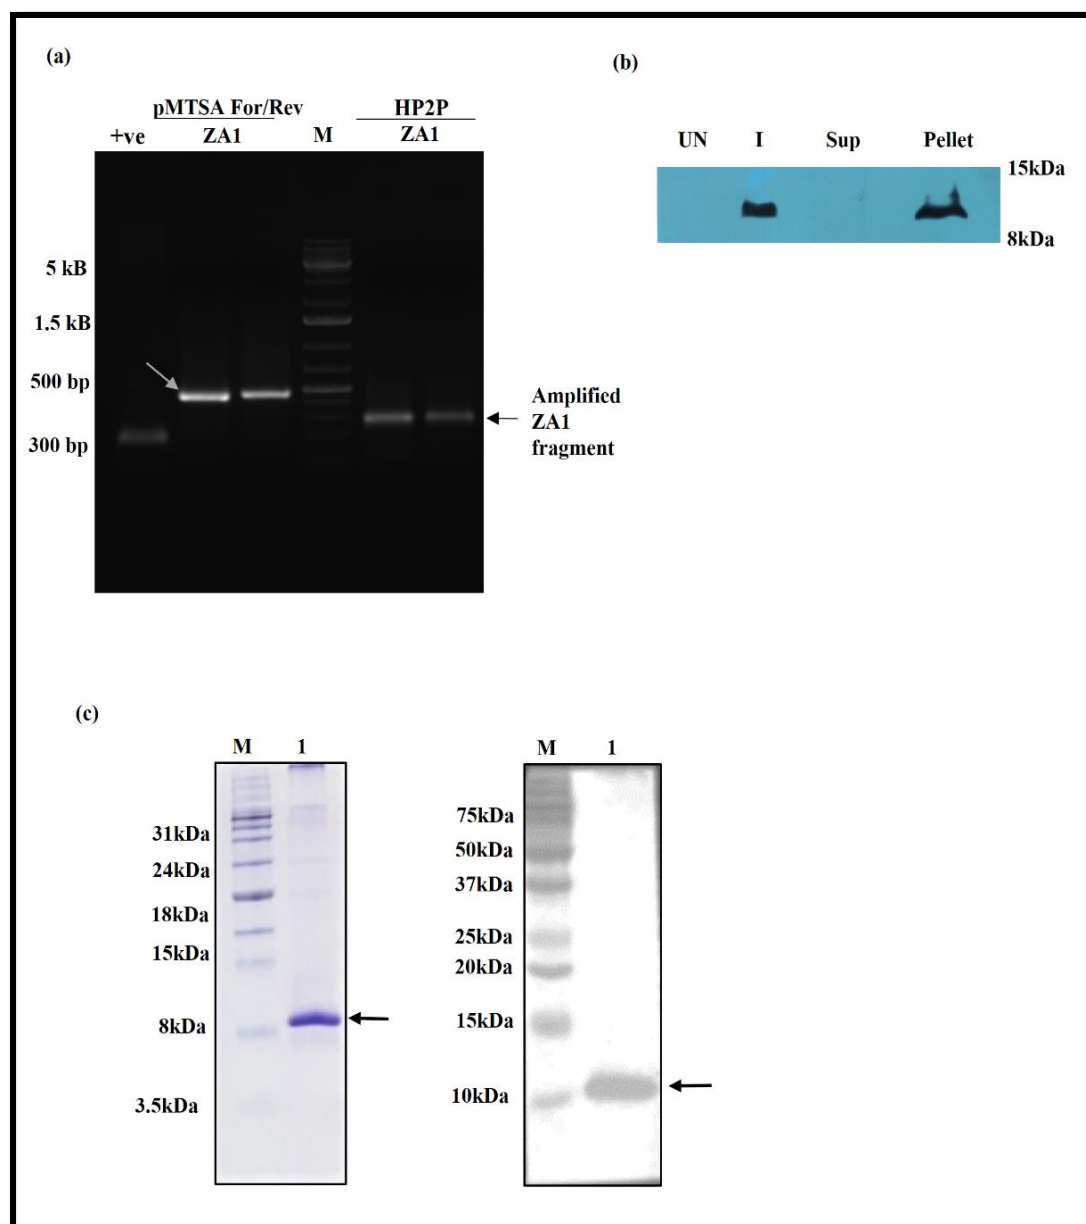 (a)
pMTSA For/Rev HP2P
+ve ZA1 M ZA1
5 kB
1.5 kB
500 bp
300 bp
Amplified
ZA1
fragment
(b)
UN I Sup Pellet
15kDa
8kDa
(c)
M 1
31kDa
24kDa
18kDa
15kDa
8kDa
3.5kDa
M 1
75kDa
50kDa
37kDa
25kDa
20kDa
15kDa
10kDa